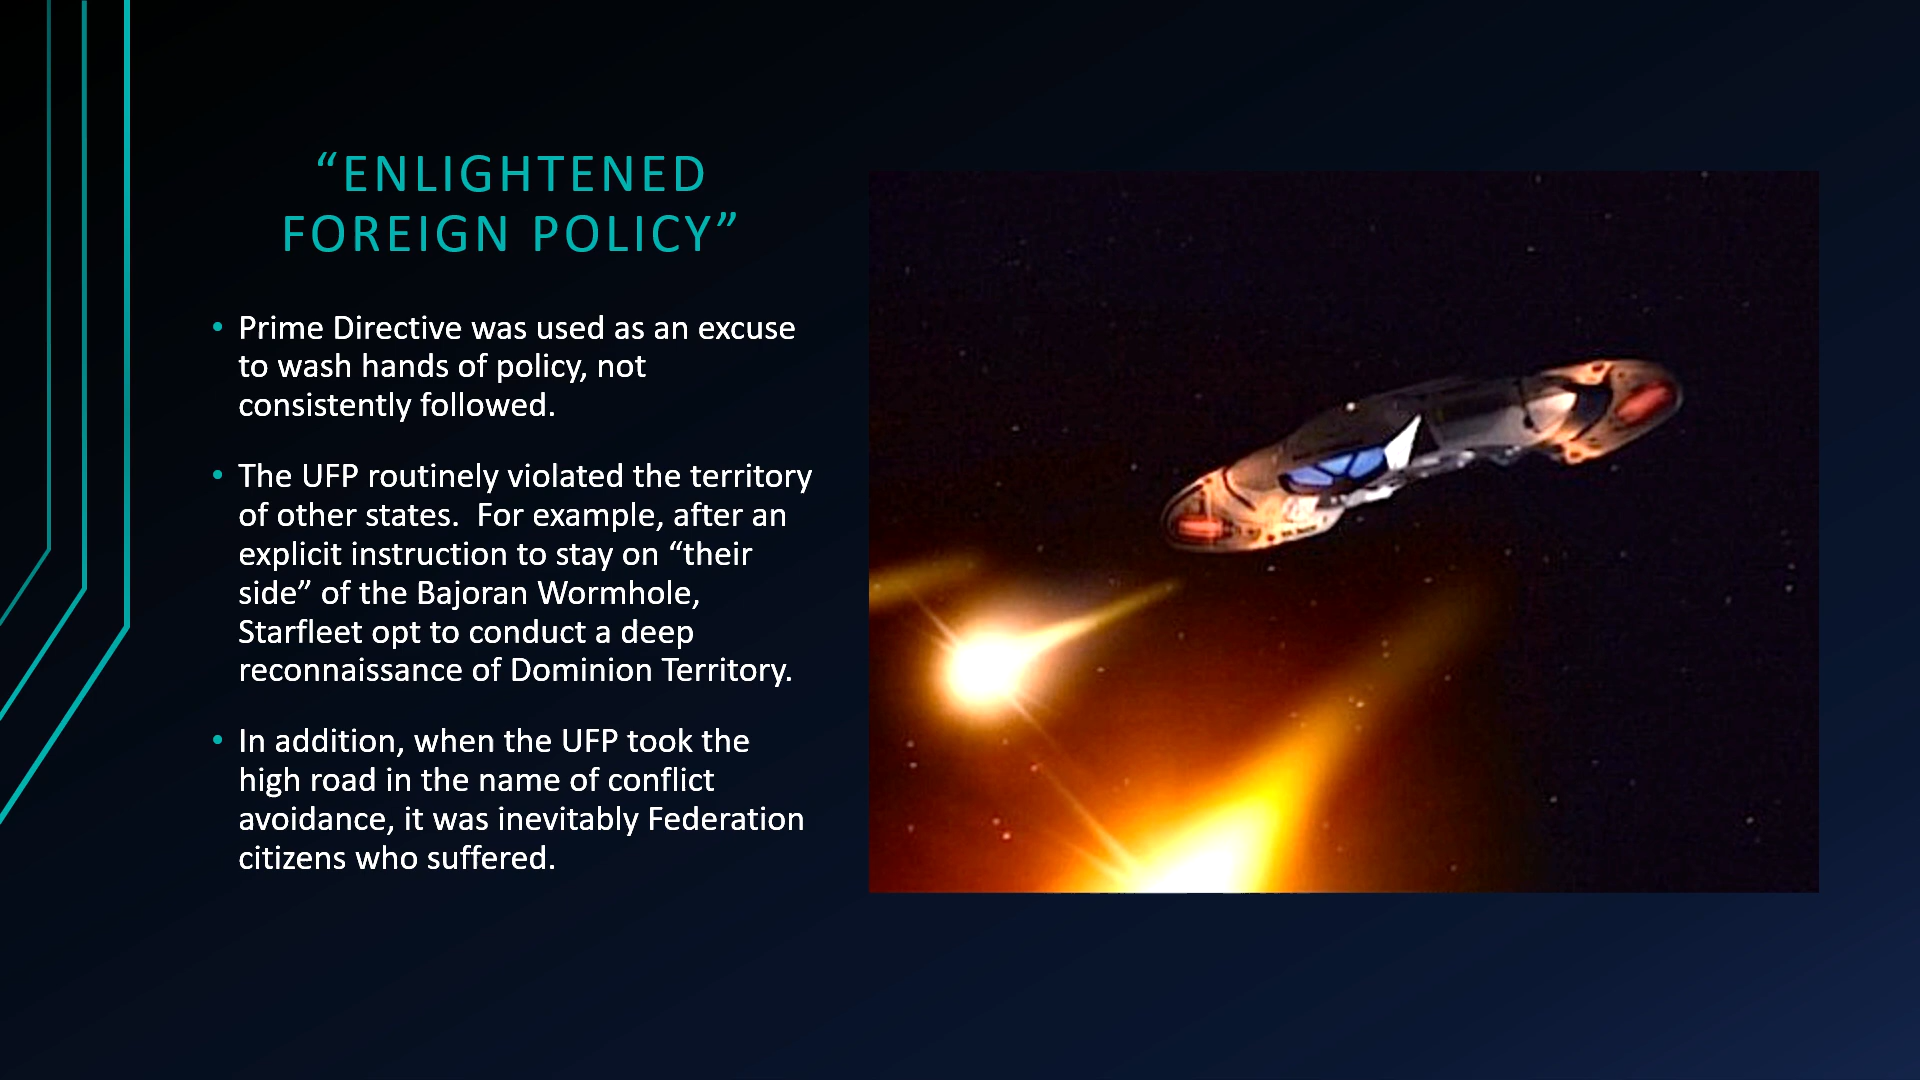 “ENLIGHTENED
FOREIGN POLICY”
• Prime Directive was used as an excuse
to wash hands of policy, not
consistently followed.
• The UFP routinely violated the territory
of other states.  For example, after an
explicit instruction to stay on “their
side” of the Bajoran Wormhole,
Starfleet opt to conduct a deep
reconnaissance of Dominion Territory.
• In addition, when the UFP took the
high road in the name of conflict
avoidance, it was inevitably Federation
citizens who suffered.